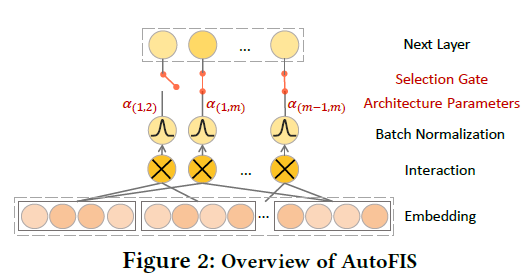 ...
Next Layer
Selection Gate
α(1,2) α(1,m) α(m−1,m) Architecture Parameters
Batch Normalization
... Interaction
... Embedding
Figure 2: Overview of AutoFIS